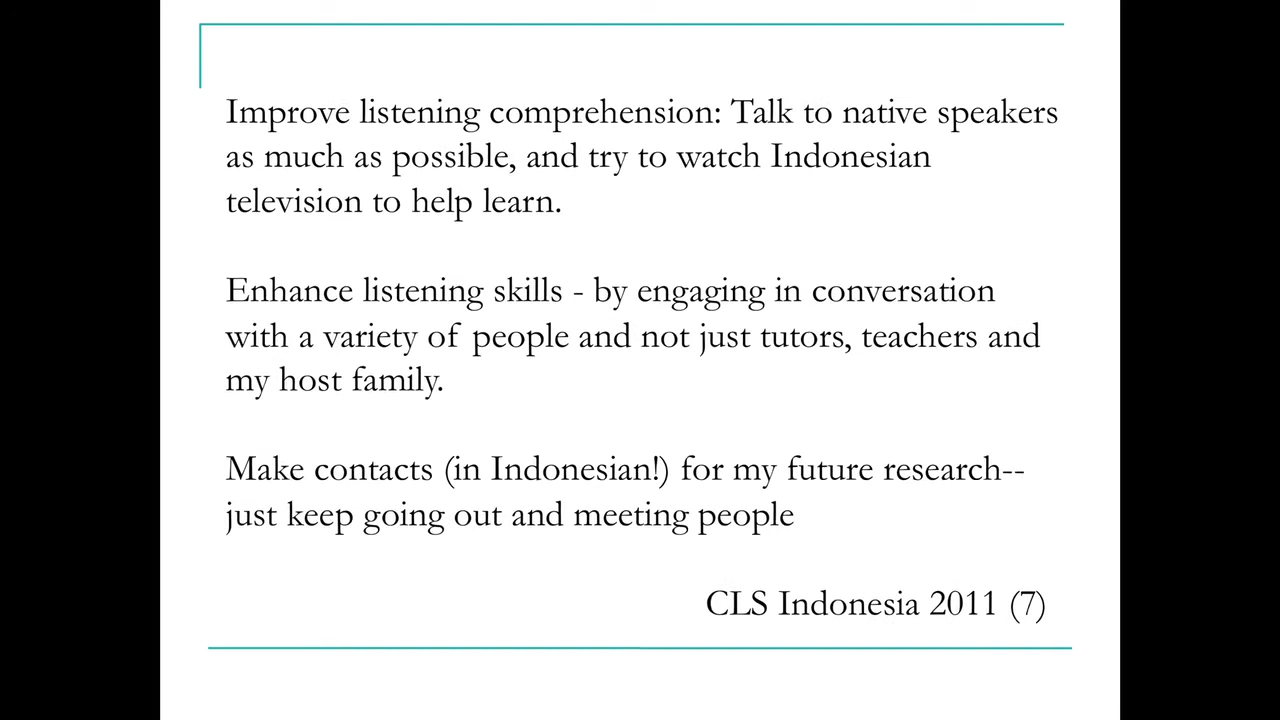 Improve listening comprehension: Talk to native speakers
as much as possible, and try to watch Indonesian
television to help learn.
Enhance listening skills - by engaging in conversation
with a variety of people and not just tutors, teachers and
my host family.
Make contacts (in Indonesian!) for my future research--
just keep going out and meeting people
CLS Indonesia 2011 (7)